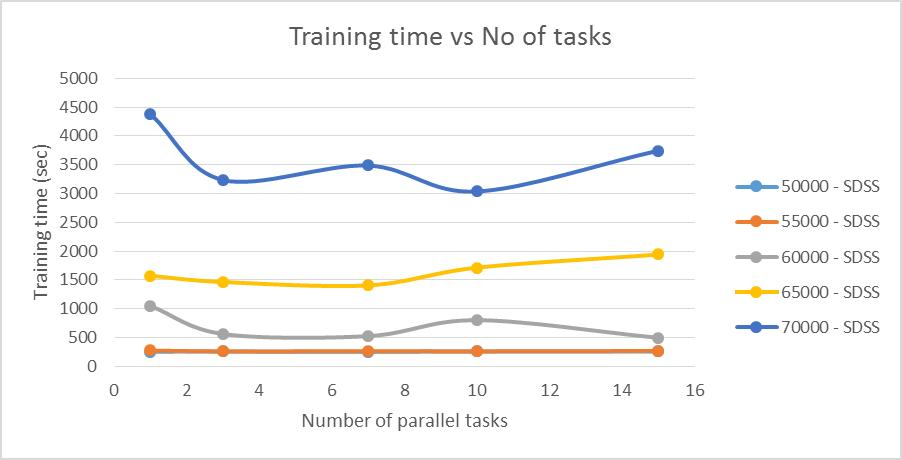 Training time vs No of tasks
5000
4500
4000
3500
3000
2500
2000
1500
1000
500
0
Training time (sec)
0 2 4 6 8 10 12 14 16
Number of parallel tasks
50000 - SDSS
55000 - SDSS
60000 - SDSS
65000 - SDSS
70000 - SDSS